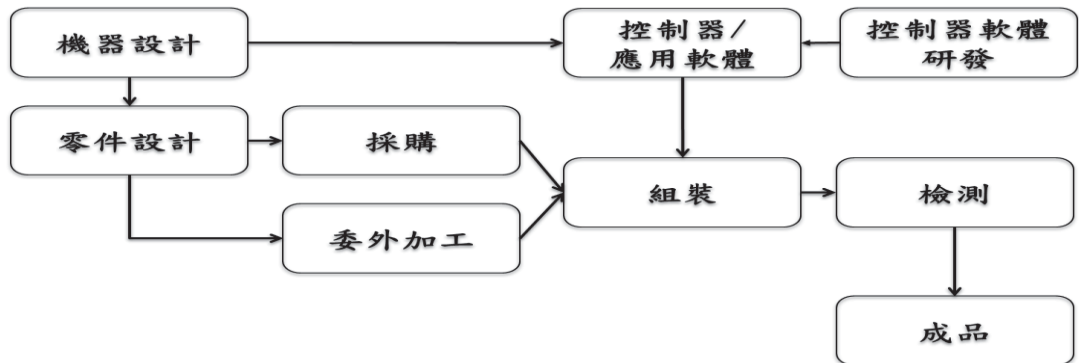 機器設計
控制器/
應用軟體
控制器軟體
研發
零件設計
採購
組裝
檢測
委外加工
成品